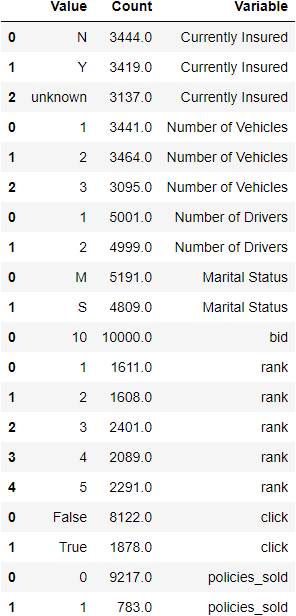 Value Count Variable
0 N 3444.0 Currently Insured
1 Y 3419.0 Currently Insured
2 unknown 3137.0 Currently Insured
0 1 3441.0 Number of Vehicles
1 2 3464.0 Number of Vehicles
2 3 3095.0 Number of Vehicles
0 1 5001.0 Number of Drivers
1 2 4999.0 Number of Drivers
0 M 5191.0 Marital Status
1 S 4809.0 Marital Status
0 10 10000.0 bid
0 1 1611.0 rank
1 2 1608.0 rank
2 3 2401.0 rank
3 4 2089.0 rank
4 5 2291.0 rank
0 False 8122.0 click
1 True 1878.0 click
0 0 9217.0 policies_sold
1 1 783.0 policies_sold